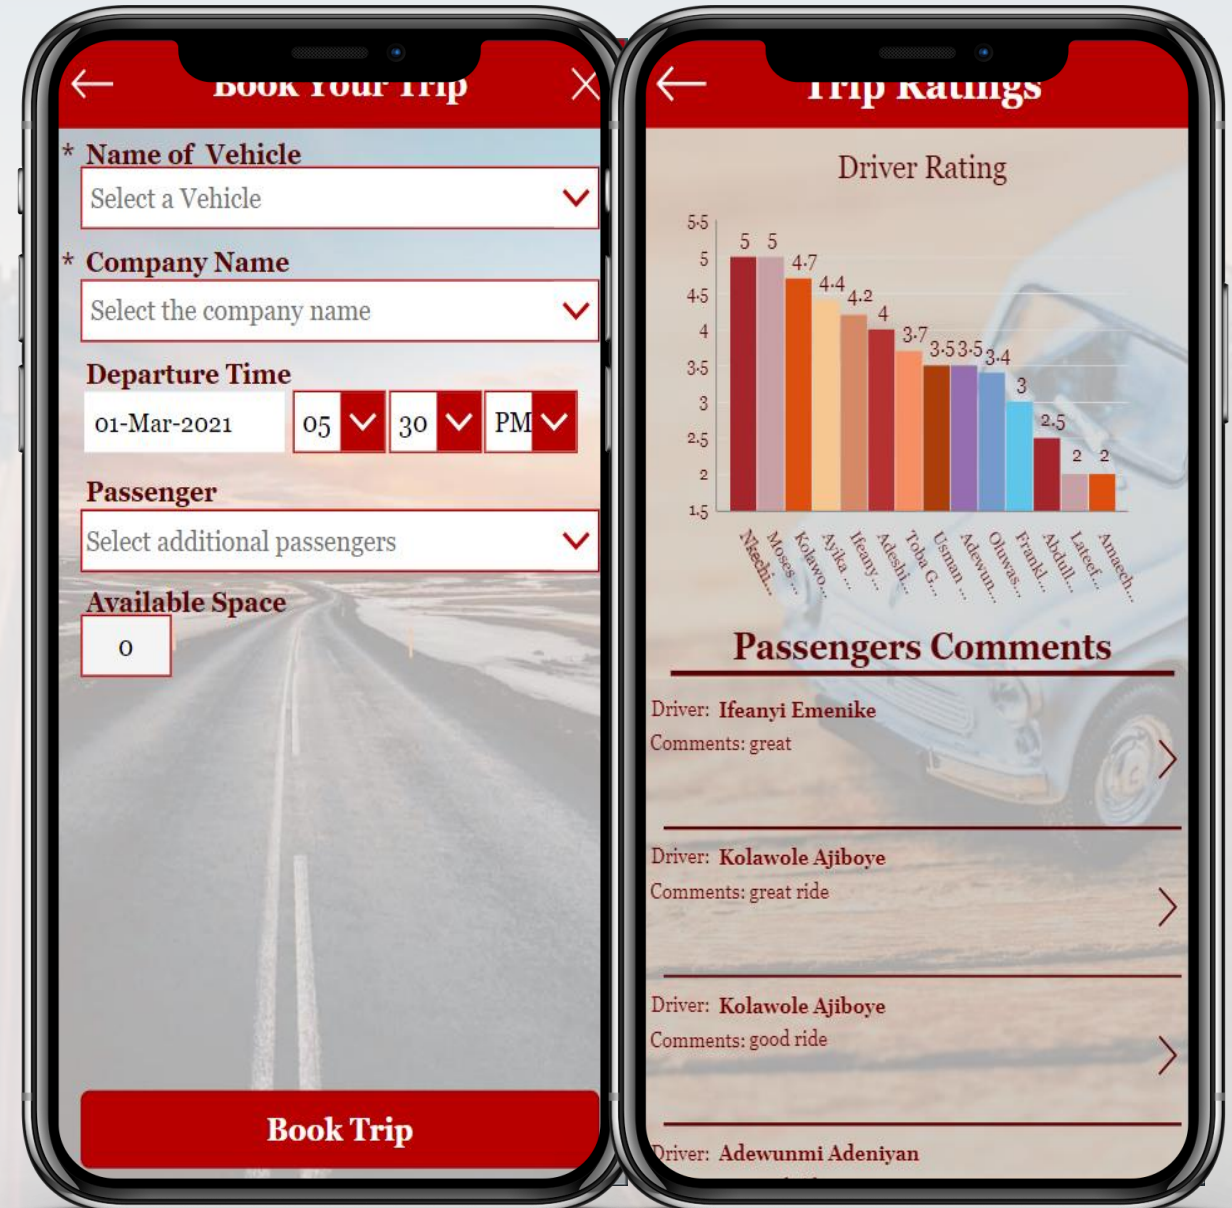 Book Your Trip
* Name of Vehicle
Select a Vehicle
* Company Name
Select the company name
Departure Time
01-Mar-2021 05 30 PM
Passenger
Select additional passengers
Available Space
0
Book Trip
Trip Ratings
Driver Rating
5.5
5
4.5
4
3.5
3
2.5
2
1.5
5 5 4.7 4.4 4.2 4 3.7 3.5 3.5 3.4 3 2.5 2 2
Nkechi...
Moses ...
Kolawo...
Ayika ...
Ifeany...
Adeshi...
Toba G...
Usman ...
Adewun...
Oluwas...
Frankl...
Abdull...
Lateef...
Amaech...
Passengers Comments
Driver: Ifeanyi Emenike
Comments: great
Driver: Kolawole Ajiboye
Comments: great ride
Driver: Kolawole Ajiboye
Comments: good ride
Driver: Adewunmi Adeniyan